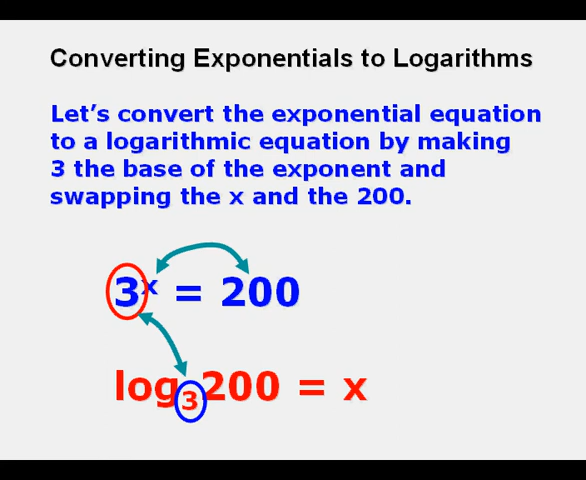 Converting Exponentials to Logarithms
Let's convert the exponential equation
to a logarithmic equation by making
3 the base of the exponent and
swapping the x and the 200.
3ˣ = 200
log₃200 = x